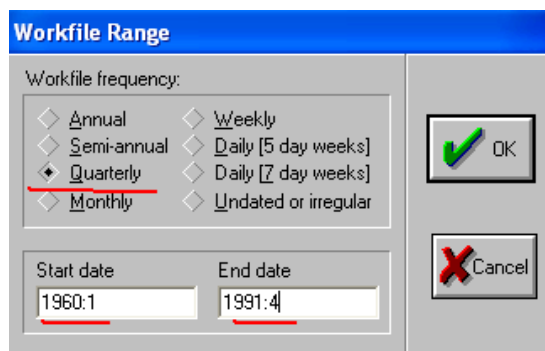 Workfile Range
Workfile frequency:
Annual
Semi-annual
Quarterly
Monthly
Weekly
Daily [5 day weeks]
Daily [7 day weeks]
Undated or irregular
OK
Start date
1960:1
End date
1991:4
Cancel